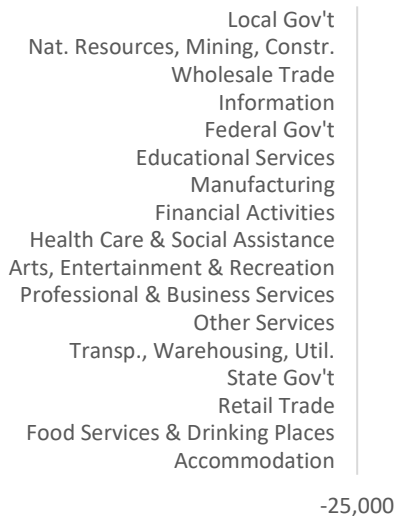 Local Gov't
Nat. Resources, Mining, Constr.
Wholesale Trade
Information
Federal Gov't
Educational Services
Manufacturing
Financial Activities
Health Care & Social Assistance
Arts, Entertainment & Recreation
Professional & Business Services
Other Services
Transp., Warehousing, Util.
State Gov't
Retail Trade
Food Services & Drinking Places
Accommodation
-25,000